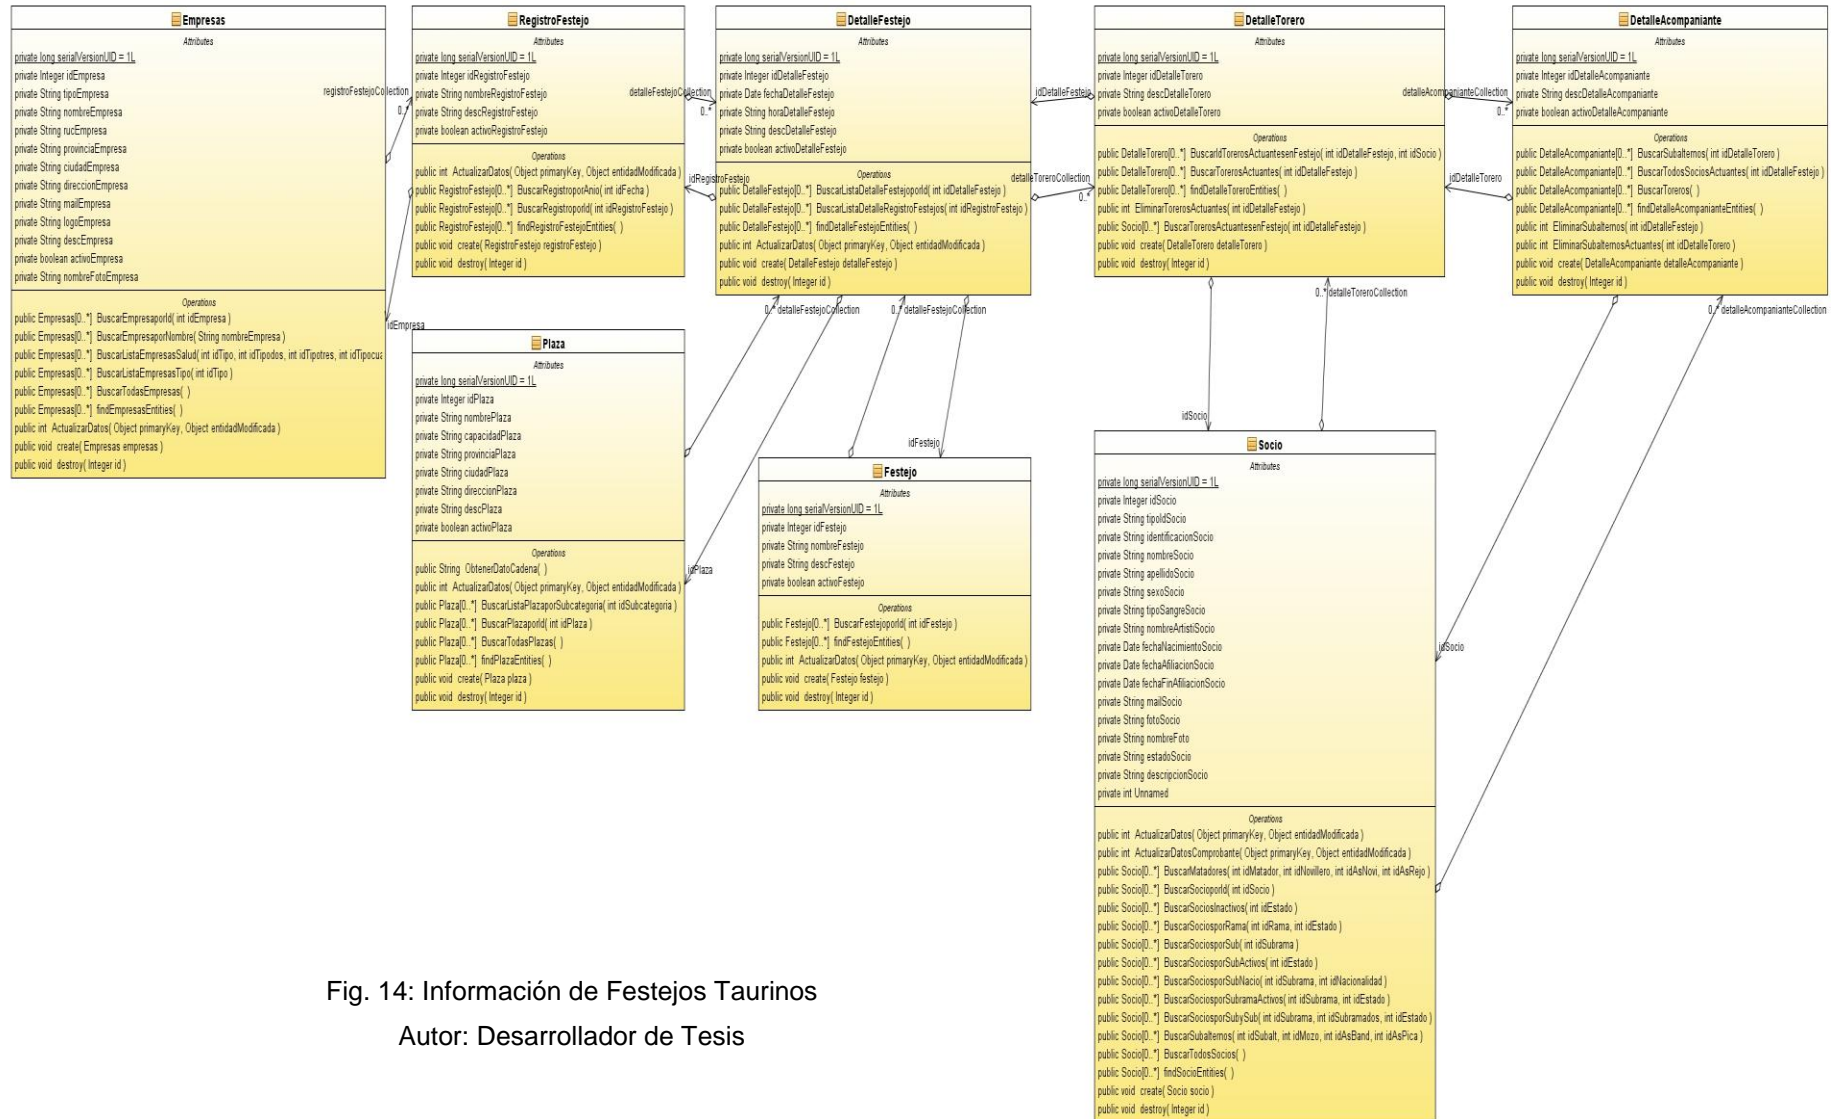 Empresas
Attributes
private long serialVersionUID = 1L
private Integer idEmpresa
private String tipoEmpresa
private String nombreEmpresa
private String rucEmpresa
private String provinciaEmpresa
private String ciudadEmpresa
private String direccionEmpresa
private String mailEmpresa
private String logoEmpresa
private String descEmpresa
private boolean activoEmpresa
private String nombreFotoEmpresa
Operations
public Empresas[0..*] BuscarEmpresaporId( int idEmpresa )
public Empresas[0..*] BuscarEmpresaporNombre( String nombreEmpresa )
public Empresas[0..*] BuscarListaEmpresasSalud( int idTipo, int idTipodos, int idTipotres, int idTipocua
public Empresas[0..*] BuscarListaEmpresasTipo( int idTipo )
public Empresas[0..*] BuscarTodasEmpresas( )
public Empresas[0..*] findEmpresasEntities( )
public int ActualizarDatos( Object primaryKey, Object entidadModificada )
public void create( Empresas empresas )
public void destroy( Integer id )
registroFestejoCollection
0..*
idEmpresa
RegistroFestejo
Attributes
private long serialVersionUID = 1L
private Integer idRegistroFestejo
private String nombreRegistroFestejo
private String descRegistroFestejo
private boolean activoRegistroFestejo
Operations
public int ActualizarDatos( Object primaryKey, Object entidadModificada )
public RegistroFestejo[0..*] BuscarRegistroporAnio( int idFecha )
public RegistroFestejo[0..*] BuscarRegistroporId( int idRegistroFestejo )
public RegistroFestejo[0..*] findRegistroFestejoEntities( )
public void create( RegistroFestejo registroFestejo )
public void destroy( Integer id )
detalleFestejoCollection
0..*
idRegistroFestejo
DetalleFestejo
Attributes
private long serialVersionUID = 1L
private Integer idDetalleFestejo
private Date fechaDetalleFestejo
private String horaDetalleFestejo
private String descDetalleFestejo
private boolean activoDetalleFestejo
Operations
public DetalleFestejo[0..*] BuscarListaDetalleFestejoporId( int idDetalleFestejo )
public DetalleFestejo[0..*] BuscarListaDetalleRegistroFestejos( int idRegistroFestejo )
public DetalleFestejo[0..*] findDetalleFestejoEntities( )
public int ActualizarDatos( Object primaryKey, Object entidadModificada )
public void create( DetalleFestejo detalleFestejo )
public void destroy( Integer id )
0..* detalleFestejoCollection
0..* detalleFestejoCollection
idDetalleFestejo
detalleToreroCollection
0..*
DetalleTorero
Attributes
private long serialVersionUID = 1L
private Integer idDetalleTorero
private String descDetalleTorero
private boolean activoDetalleTorero
Operations
public DetalleTorero[0..*] BuscarIdTorerosActuantesenFestejo( int idDetalleFestejo, int idSocio )
public DetalleTorero[0..*] BuscarTorerosActuantes( int idDetalleFestejo )
public DetalleTorero[0..*] findDetalleToreroEntities( )
public int EliminarTorerosActuantes( int idDetalleFestejo )
public Socio[0..*] BuscarTorerosActuantesenFestejo( int idDetalleFestejo )
public void create( DetalleTorero detalleTorero )
public void destroy( Integer id )
0..* detalleToreroCollection
detalleAcompanianteCollection
0..*
idDetalleTorero
DetalleAcompaniante
Attributes
private long serialVersionUID = 1L
private Integer idDetalleAcompaniante
private String descDetalleAcompaniante
private boolean activoDetalleAcompaniante
Operations
public DetalleAcompaniante[0..*] BuscarSubalternos( int idDetalleTorero )
public DetalleAcompaniante[0..*] BuscarTodosSociosActuantes( int idDetalleFestejo )
public DetalleAcompaniante[0..*] BuscarToreros( )
public DetalleAcompaniante[0..*] findDetalleAcompanianteEntities( )
public int EliminarSubalternos( int idDetalleFestejo )
public int EliminarSubalternosActuantes( int idDetalleTorero )
public void create( DetalleAcompaniante detalleAcompaniante )
public void destroy( Integer id )
0..* detalleAcompanianteCollection
Plaza
Attributes
private long serialVersionUID = 1L
private Integer idPlaza
private String nombrePlaza
private String capacidadPlaza
private String provinciaPlaza
private String ciudadPlaza
private String direccionPlaza
private String descPlaza
private boolean activoPlaza
Operations
public String ObtenerDatoCadena( )
public int ActualizarDatos( Object primaryKey, Object entidadModificada )
public Plaza[0..*] BuscarListaPlazaporSubcategoria( int idSubcategoria )
public Plaza[0..*] BuscarPlazaporId( int idPlaza )
public Plaza[0..*] BuscarTodasPlazas( )
public Plaza[0..*] findPlazaEntities( )
public void create( Plaza plaza )
public void destroy( Integer id )
idPlaza
idFestejo
Festejo
Attributes
private long serialVersionUID = 1L
private Integer idFestejo
private String nombreFestejo
private String descFestejo
private boolean activoFestejo
Operations
public Festejo[0..*] BuscarFestejoporId( int idFestejo )
public Festejo[0..*] findFestejoEntities( )
public int ActualizarDatos( Object primaryKey, Object entidadModificada )
public void create( Festejo festejo )
public void destroy( Integer id )
idSocio
idSocio
Socio
Attributes
private long serialVersionUID = 1L
private Integer idSocio
private String tipoIdSocio
private String identificacionSocio
private String nombreSocio
private String apellidoSocio
private String sexoSocio
private String tipoSangreSocio
private String nombreArtistiSocio
private Date fechaNacimientoSocio
private Date fechaAfiliacionSocio
private Date fechaFinAfiliacionSocio
private String mailSocio
private String fotoSocio
private String nombreFoto
private String estadoSocio
private String descripcionSocio
private int Unnamed
Operations
public int ActualizarDatos( Object primaryKey, Object entidadModificada )
public int ActualizarDatosComprobante( Object primaryKey, Object entidadModificada )
public Socio[0..*] BuscarMatadores( int idMatador, int idNovillero, int idAsNovi, int idAsRejo )
public Socio[0..*] BuscarSocioporId( int idSocio )
public Socio[0..*] BuscarSociosInactivos( int idEstado )
public Socio[0..*] BuscarSociosporRama( int idRama, int idEstado )
public Socio[0..*] BuscarSociosporSub( int idSubrama )
public Socio[0..*] BuscarSociosporSubActivos( int idEstado )
public Socio[0..*] BuscarSociosporSubNacio( int idSubrama, int idNacionalidad )
public Socio[0..*] BuscarSociosporSubramaActivos( int idSubrama, int idEstado )
public Socio[0..*] BuscarSociosporSubySub( int idSubrama, int idSubramados, int idEstado )
public Socio[0..*] BuscarSubalternos( int idSubalt, int idMozo, int idAsBand, int idAsPica )
public Socio[0..*] BuscarTodosSocios( )
public Socio[0..*] findSocioEntities( )
public void create( Socio socio )
public void destroy( Integer id )
Fig. 14: Información de Festejos Taurinos
Autor: Desarrollador de Tesis